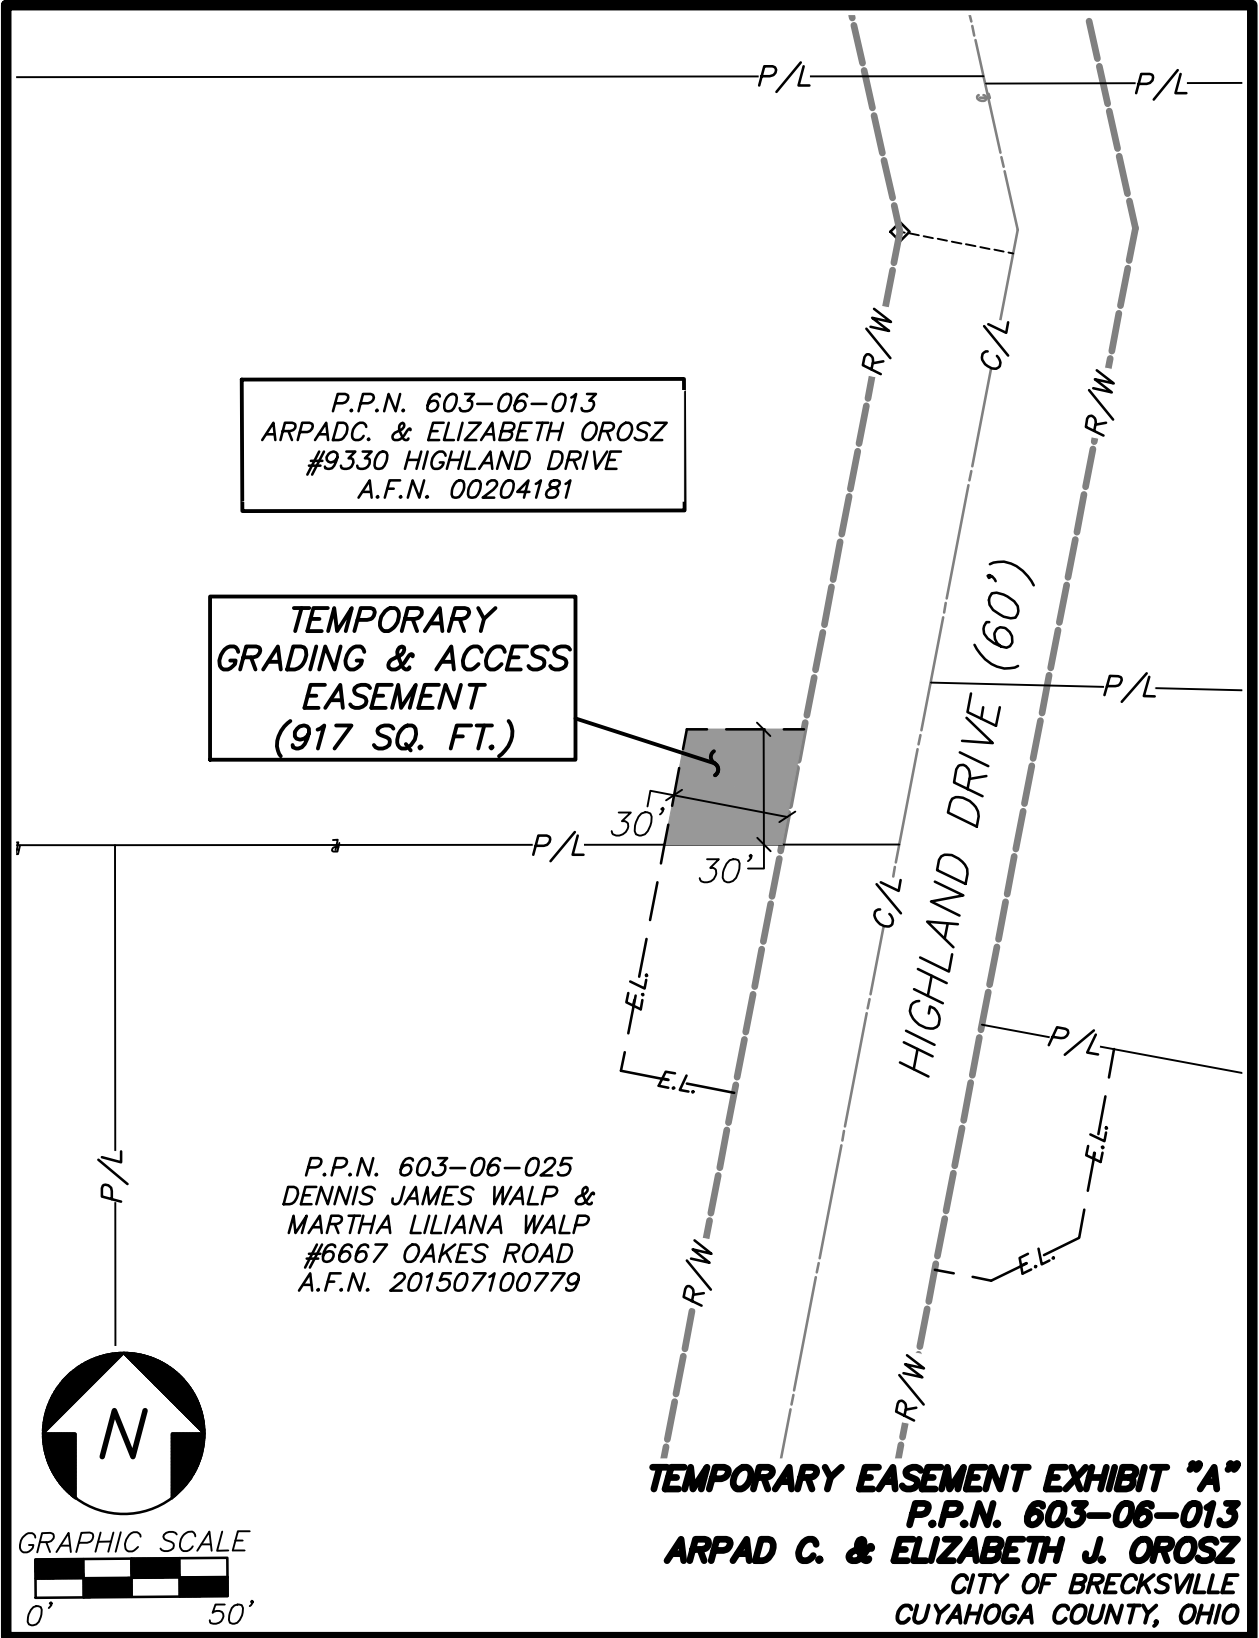 P/L
P/L
R/W
C/L
R/W
P.P.N. 603-06-013
ARPADC. & ELIZABETH OROSZ
#9330 HIGHLAND DRIVE
A.F.N. 00204181
TEMPORARY
GRADING & ACCESS
EASEMENT
(917 SQ. FT.)
HIGHLAND DRIVE (60')
P/L
30'
P/L
30'
C/L
E.L.
E.L.
P/L
E.L.
E.L.
P/L
P.P.N. 603-06-025
DENNIS JAMES WALP &
MARTHA LILIANA WALP
#6667 OAKES ROAD
A.F.N. 201507100779
R/W
R/W
N
GRAPHIC SCALE
0' 50'
TEMPORARY EASEMENT EXHIBIT "A"
P.P.N. 603-06-013
ARPAD C. & ELIZABETH J. OROSZ
CITY OF BRECKSVILLE
CUYAHOGA COUNTY, OHIO